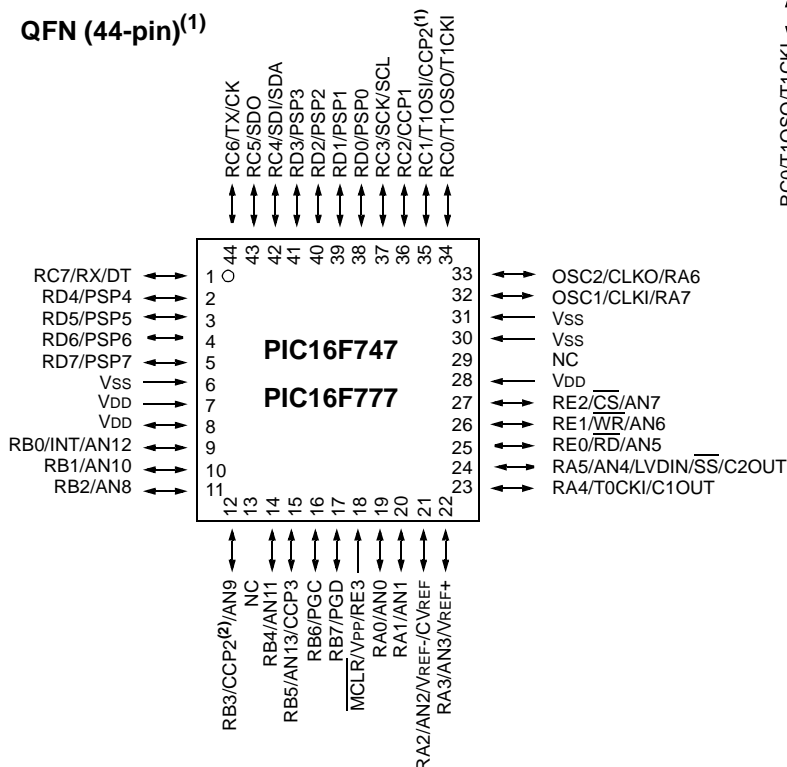 QFN (44-pin)(1)
RC6/TX/CK
RC5/SDO
RC4/SDI/SDA
RD3/PSP3
RD2/PSP2
RD1/PSP1
RD0/PSP0
RC3/SCK/SCL
RC2/CCP1
RC1/T1OSI/CCP2(1)
RC0/T1OSO/T1CKI
RC0/T1OSO/T1CKI
44
43
42
41
40
39
38
37
36
35
34
RC7/RX/DT 1
RD4/PSP4 2
RD5/PSP5 3
RD6/PSP6 4
RD7/PSP7 5
VSS 6
VDD 7
VDD 8
RB0/INT/AN12 9
RB1/AN10 10
RB2/AN8 11
PIC16F747
PIC16F777
33 OSC2/CLKO/RA6
32 OSC1/CLKI/RA7
31 VSS
30 VSS
29 NC
28 VDD
27 RE2/CS/AN7
26 RE1/WR/AN6
25 RE0/RD/AN5
24 RA5/AN4/LVDIN/SS/C2OUT
23 RA4/T0CKI/C1OUT
12
13
14
15
16
17
18
19
20
21
22
RB3/CCP2(2)/AN9
NC
RB4/AN11
RB5/AN13/CCP3
RB6/PGC
RB7/PGD
MCLR/VPP/RE3
RA0/AN0
RA1/AN1
RA2/AN2/VREF-/CVREF
RA3/AN3/VREF+